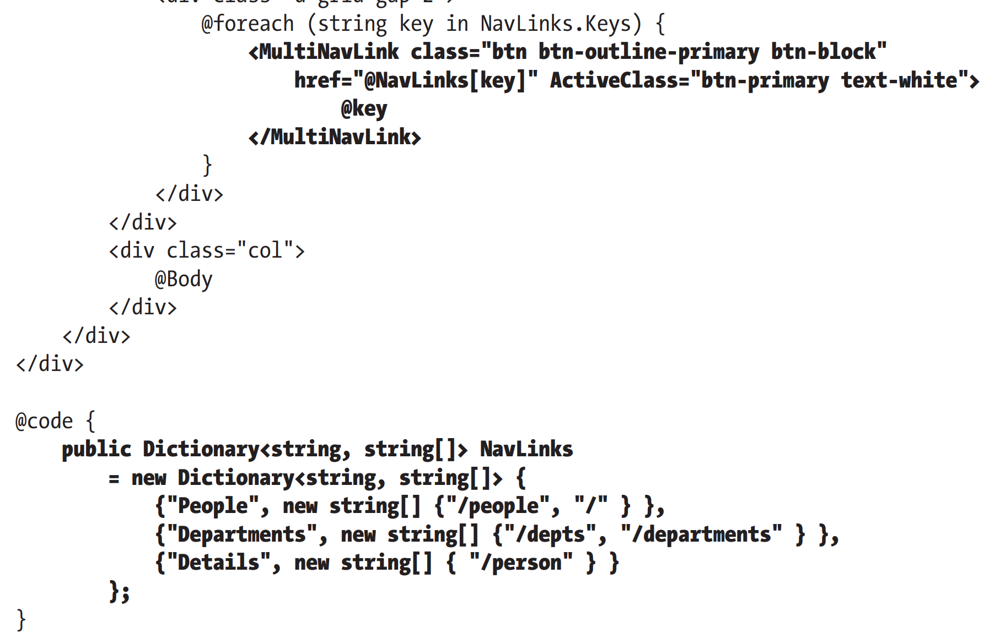 @foreach (string key in NavLinks.Keys) {
<MultiNavLink class="btn btn-outline-primary btn-block"
href="@NavLinks[key]" ActiveClass="btn-primary text-white">
@key
</MultiNavLink>
}
</div>
</div>
<div class="col">
@Body
</div>
</div>
</div>
@code {
public Dictionary<string, string[]> NavLinks
= new Dictionary<string, string[]> {
{"People", new string[] {"/people", "/" } },
{"Departments", new string[] {"/depts", "/departments" } },
{"Details", new string[] { "/person" } }
};
}